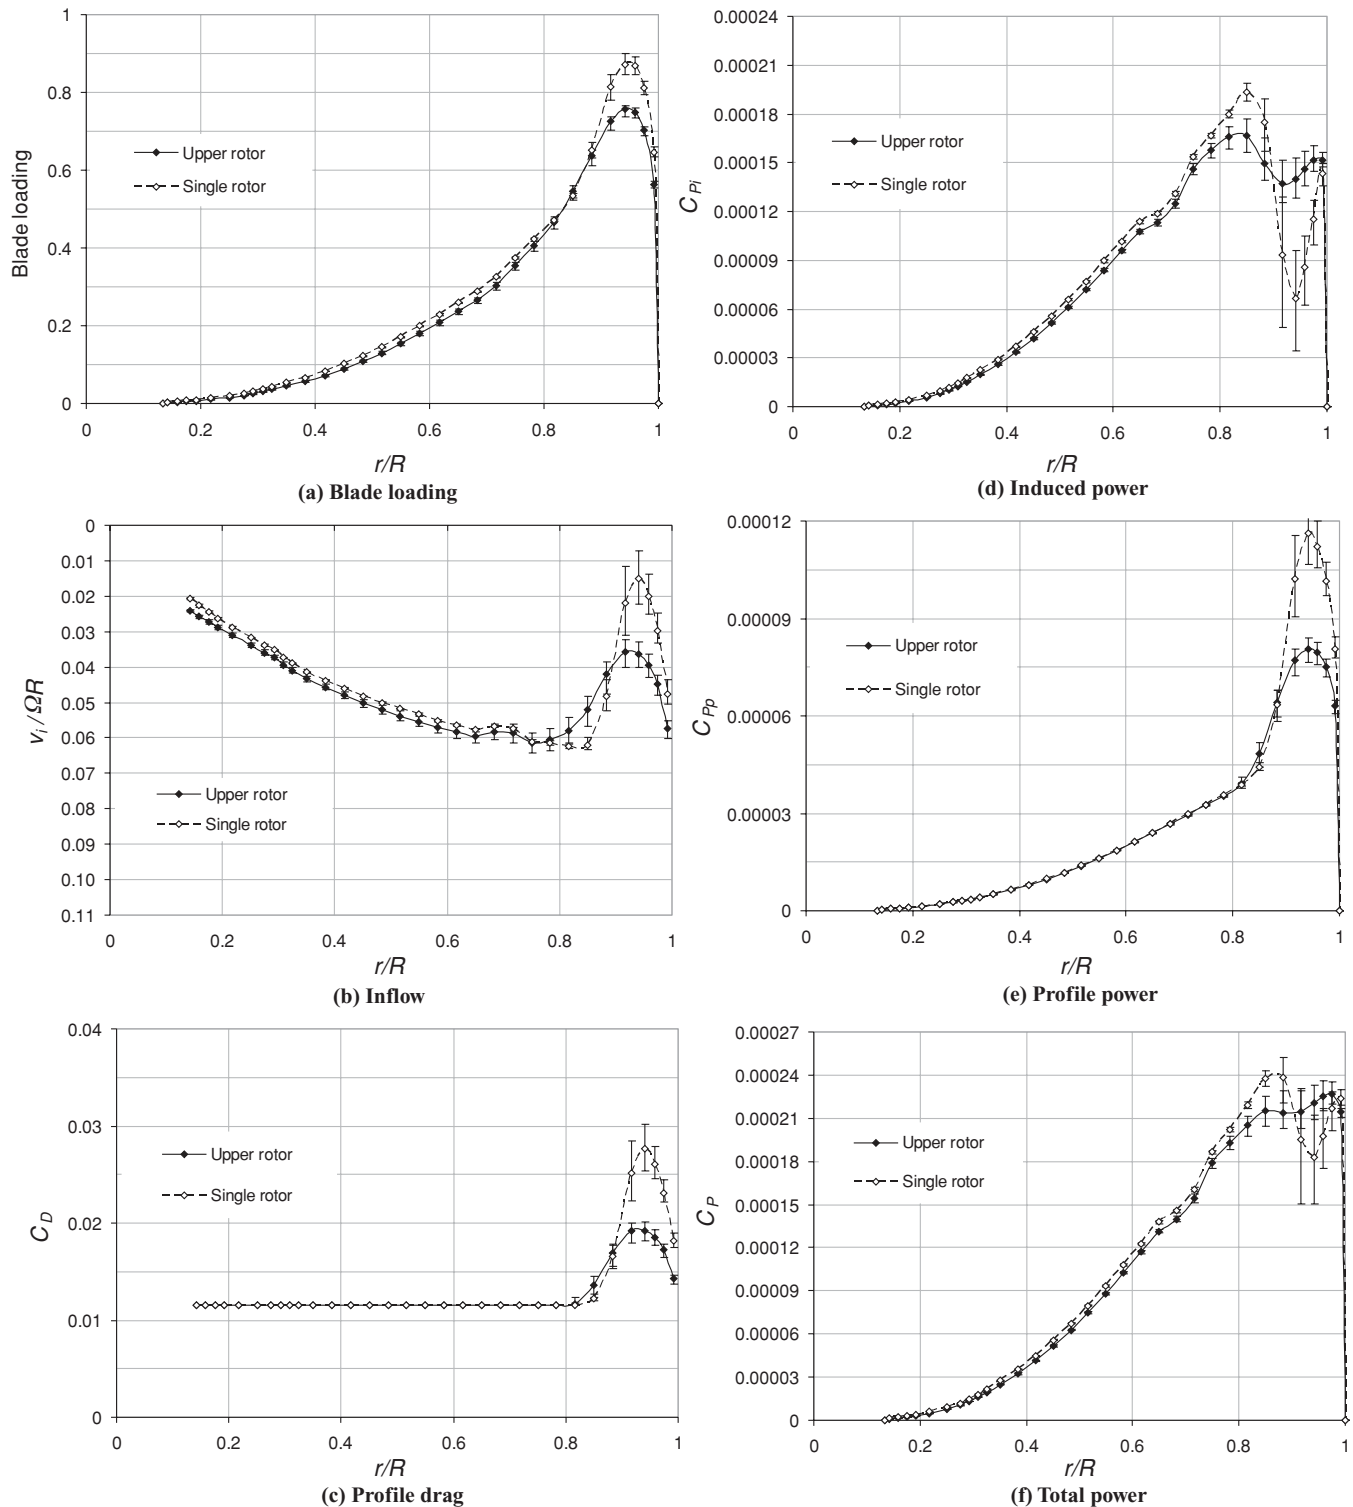 1
0.8
0.6
0.4
0.2
0
0
0.2
0.4
0.6
0.8
1
Blade loading
Upper rotor
Single rotor
r/R
(a) Blade loading
0.00024
0.00021
0.00018
0.00015
0.00012
0.00009
0.00006
0.00003
0
0
0.2
0.4
0.6
0.8
1
C_{Pi}
Upper rotor
Single rotor
r/R
(d) Induced power
0
0.01
0.02
0.03
0.04
0.05
0.06
0.07
0.08
0.09
0.10
0.11
0
0.2
0.4
0.6
0.8
1
v_i / ΩR
Upper rotor
Single rotor
r/R
(b) Inflow
0.00012
0.00009
0.00006
0.00003
0
0
0.2
0.4
0.6
0.8
1
C_{Pp}
Upper rotor
Single rotor
r/R
(e) Profile power
0.04
0.03
0.02
0.01
0
0
0.2
0.4
0.6
0.8
1
C_D
Upper rotor
Single rotor
r/R
(c) Profile drag
0.00027
0.00024
0.00021
0.00018
0.00015
0.00012
0.00009
0.00006
0.00003
0
0
0.2
0.4
0.6
0.8
1
C_P
Upper rotor
Single rotor
r/R
(f) Total power